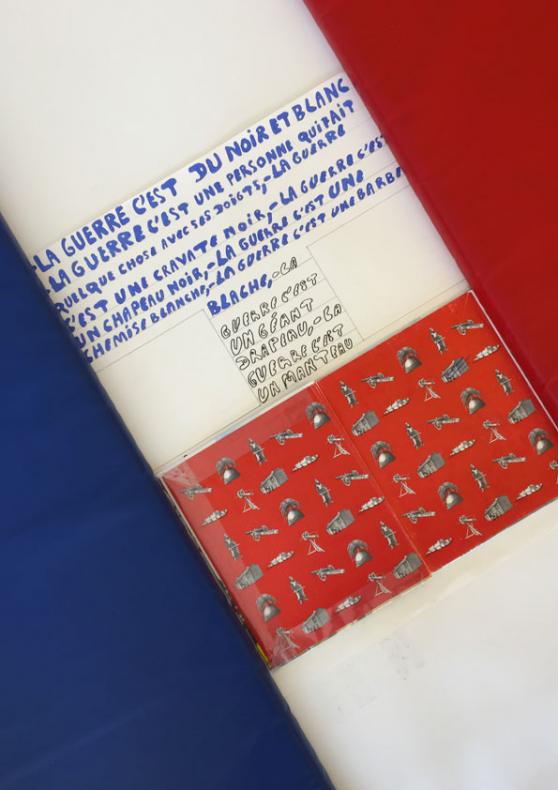 -LA GUERRE C'EST DU NOIR ET BLANC
-LA GUERRE C'EST UNE PERSONNE QUI FAIT
QUELQUE CHOSE AVEC SES DOIGTS,-LA GUERRE
C'EST UNE CRAVATE NOIR,-LA GUERRE C'EST
UN CHAPEAU NOIR,-LA GUERRE C'EST UNE
CHEMISE BLANCHE,-LA GUERRE C'EST UNE BARBE
BLACHE,-LA
GUERRE C'EST
UN GÉANT
DRAPEAU,-LA
GUERRE C'EST
UN MANTEAU